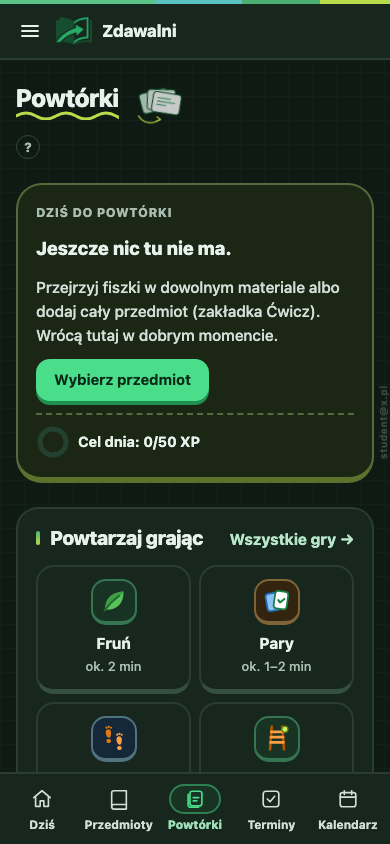 Zdawalni
Powtórki
?
DZIŚ DO POWTÓRKI
Jeszcze nic tu nie ma.
Przejrzyj fiszki w dowolnym materiale albo
dodaj cały przedmiot (zakładka Ćwicz).
Wrócą tutaj w dobrym momencie.
Wybierz przedmiot
Cel dnia: 0/50 XP
student@x.pl
Powtarzaj grając
Wszystkie gry →
Fruń
ok. 2 min
Pary
ok. 1–2 min
Dziś
Przedmioty
Powtórki
Terminy
Kalendarz